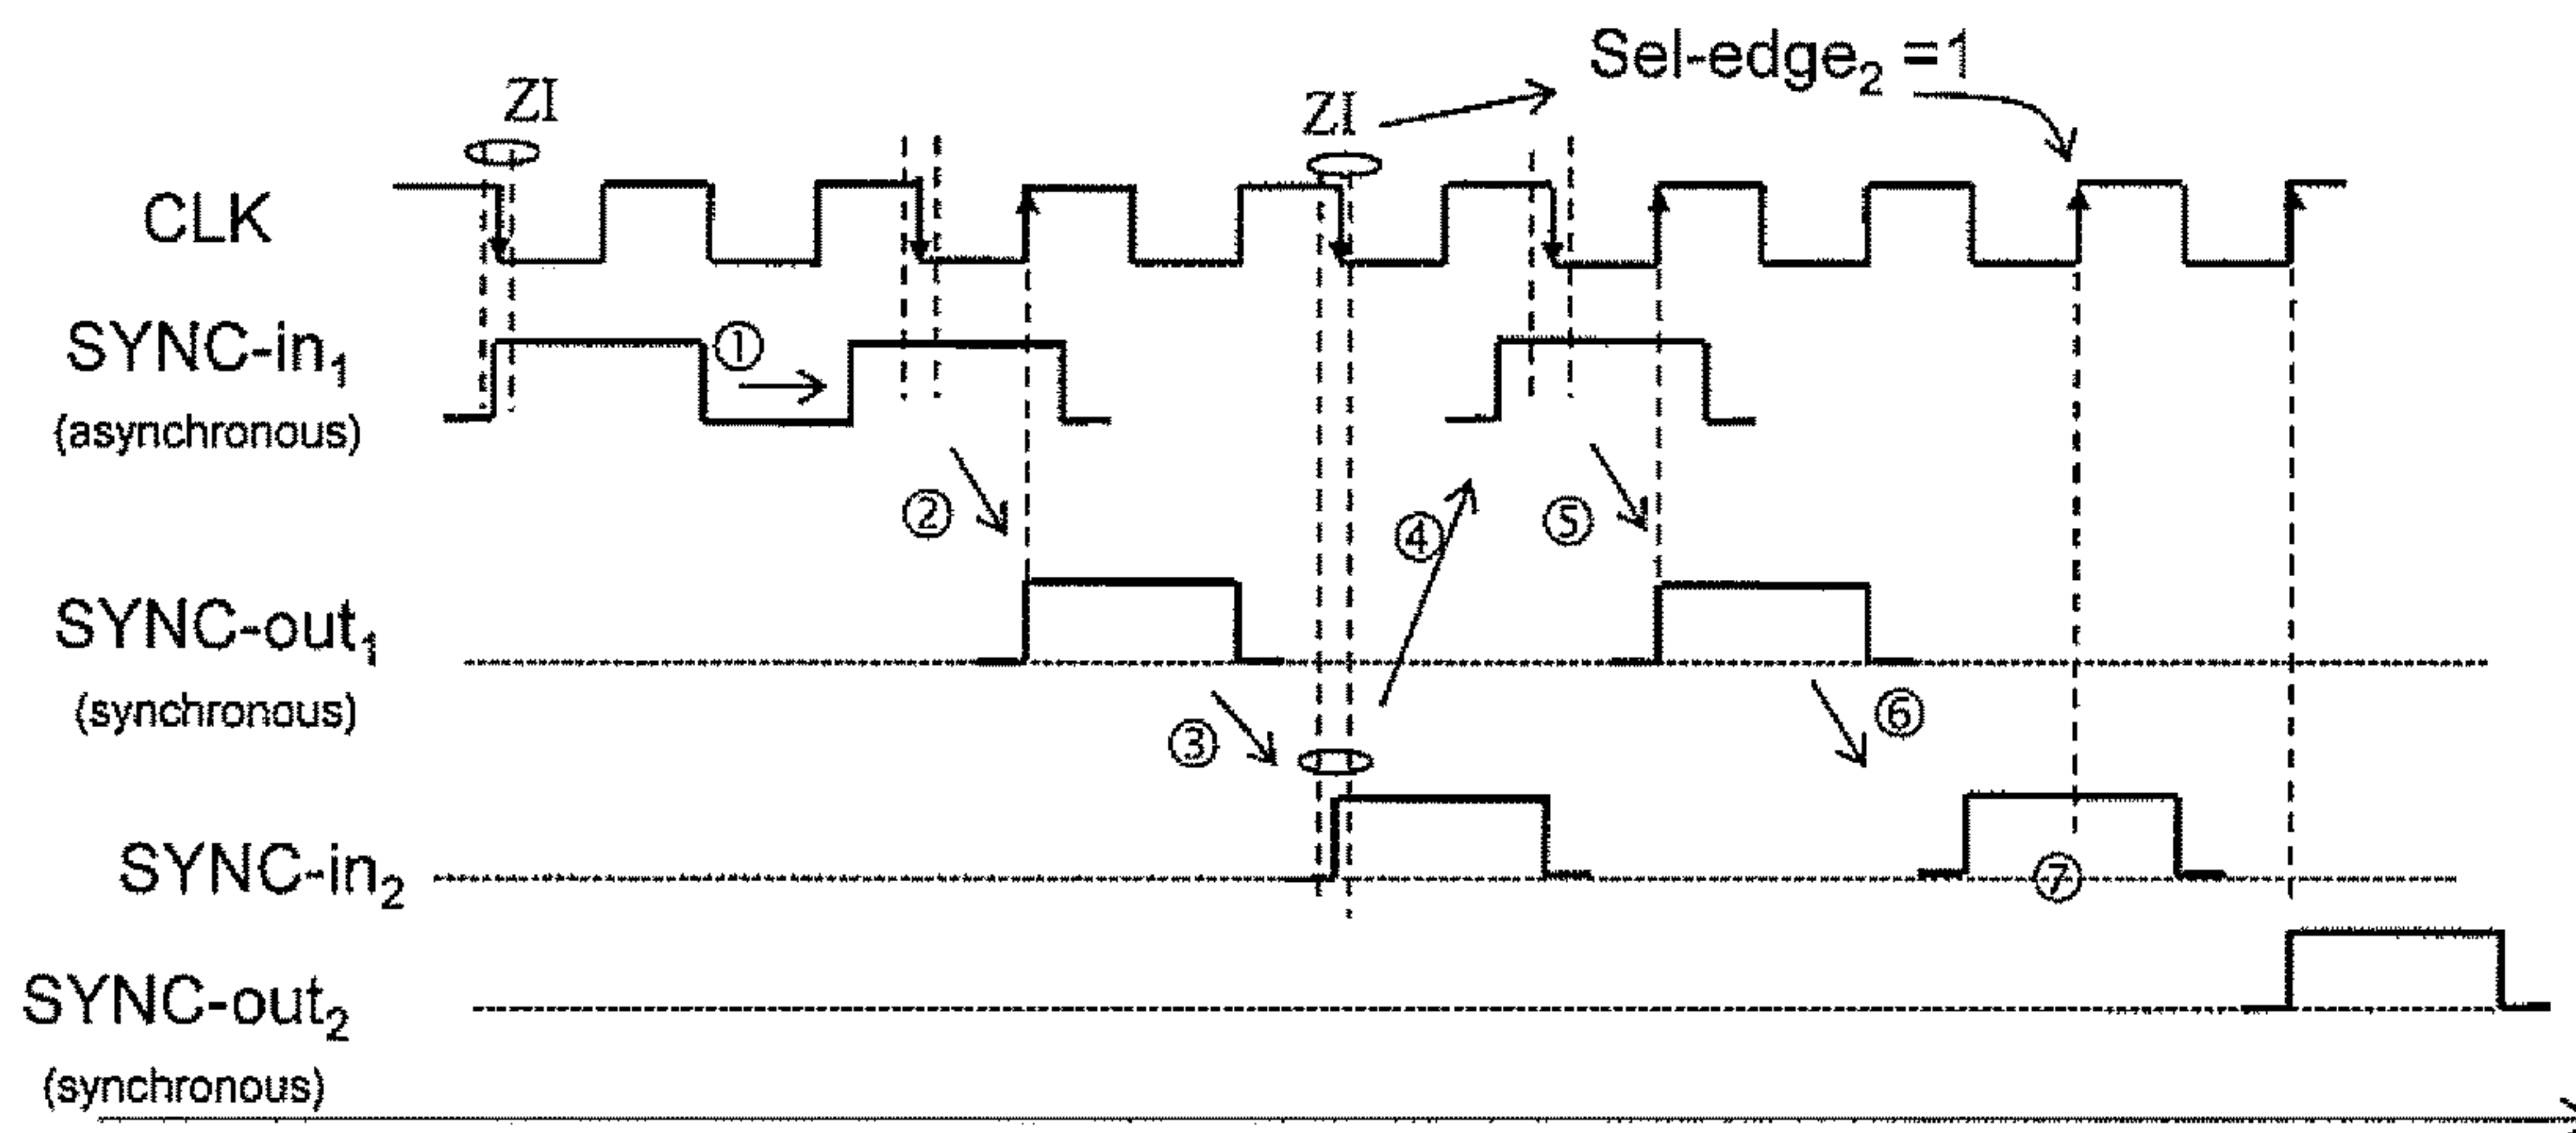 Sel-edge₂ =1
ZI
ZI
CLK
SYNC-in₁
(asynchronous)
①
②
④
⑤
SYNC-out₁
(synchronous)
③
⑥
SYNC-in₂
⑦
SYNC-out₂
(synchronous)